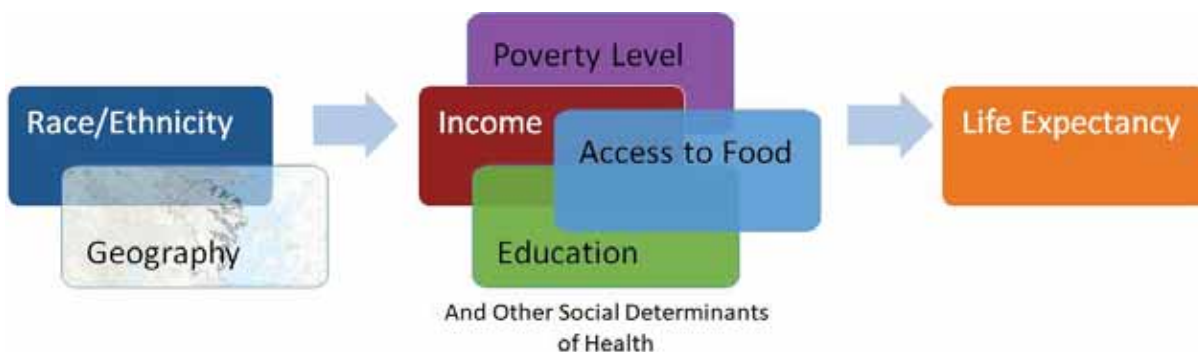 Race/Ethnicity
Geography
Poverty Level
Income
Access to Food
Education
And Other Social Determinants
of Health
Life Expectancy